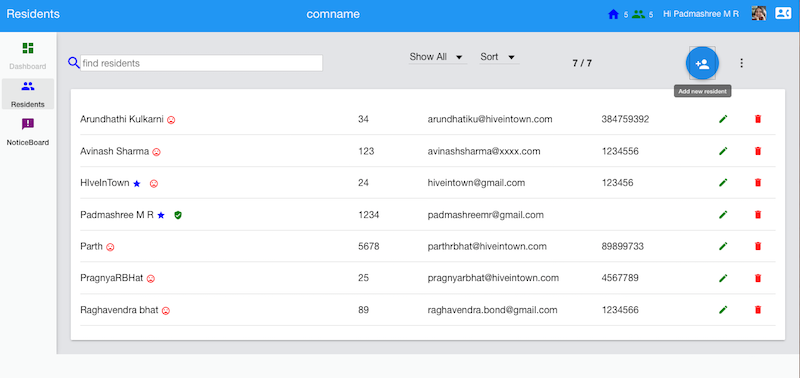 Residents comname 5 5 Hi Padmashree M R
Dashboard
Residents
NoticeBoard
find residents Show All Sort 7 / 7
Add new resident
Arundhathi Kulkarni 34 arundhatiku@hiveintown.com 384759392
Avinash Sharma 123 avinashsharma@xxxx.com 1234556
HIveInTown 24 hiveintown@gmail.com 123456
Padmashree M R 1234 padmashreemr@gmail.com
Parth 5678 parthrbhat@hiveintown.com 89899733
PragnyaRBHat 25 pragnyarbhat@hiveintown.com 4567789
Raghavendra bhat 89 raghavendra.bond@gmail.com 1234566